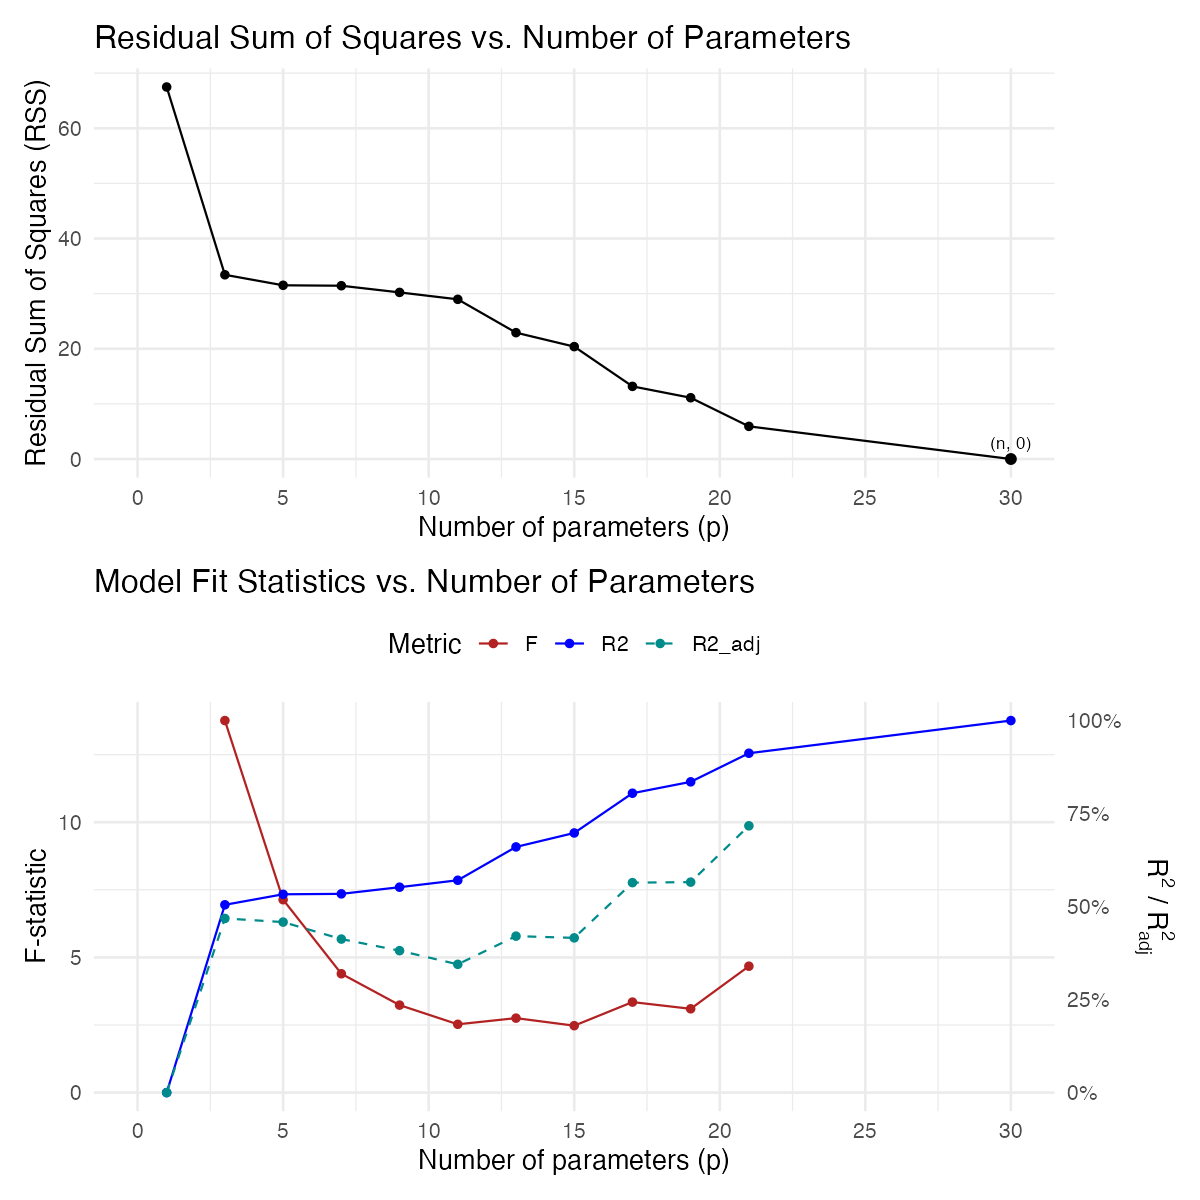 Residual Sum of Squares vs. Number of Parameters
Residual Sum of Squares (RSS)
60
40
20
0
(n, 0)
0 5 10 15 20 25 30
Number of parameters (p)
Model Fit Statistics vs. Number of Parameters
Metric F R2 R2_adj
F-statistic
10
5
0
100%
75%
50%
25%
0%
R² / R²adj
0 5 10 15 20 25 30
Number of parameters (p)